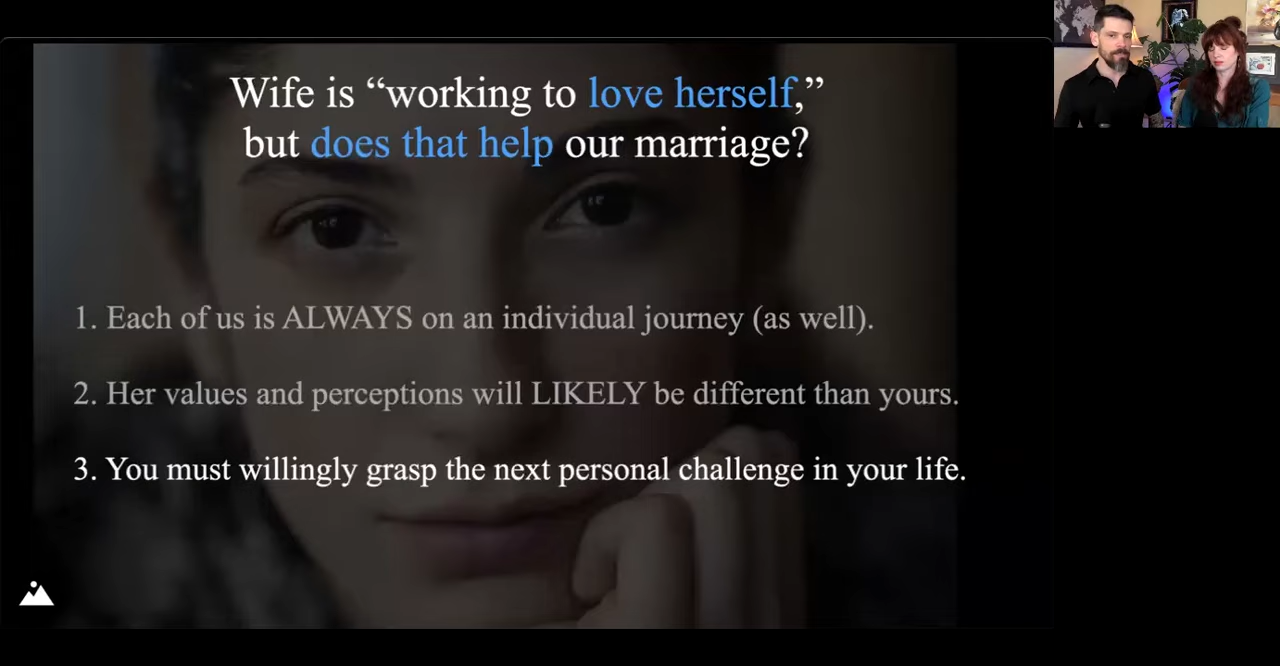 Wife is “working to love herself,”
but does that help our marriage?
1. Each of us is ALWAYS on an individual journey (as well).
2. Her values and perceptions will LIKELY be different than yours.
3. You must willingly grasp the next personal challenge in your life.